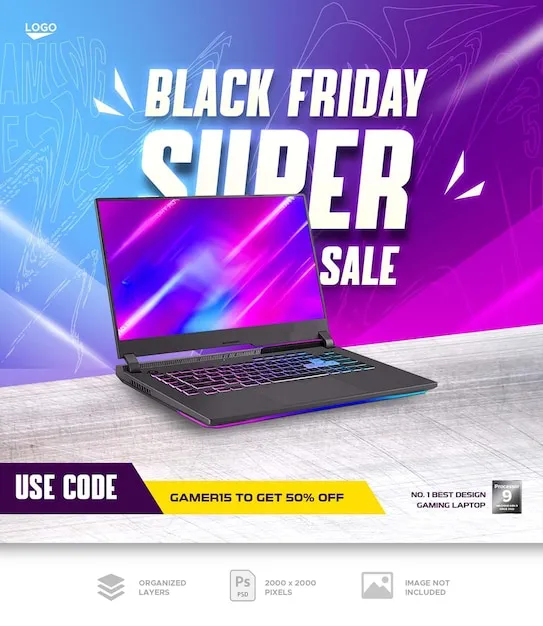 LOGO
BLACK FRIDAY
SUPER
SALE
USE CODE
GAMER15 TO GET 50% OFF
NO. 1 BEST DESIGN
GAMING LAPTOP
Processor
9
ORGANIZED
LAYERS
Ps
PSD
2000 x 2000
PIXELS
IMAGE NOT
INCLUDED